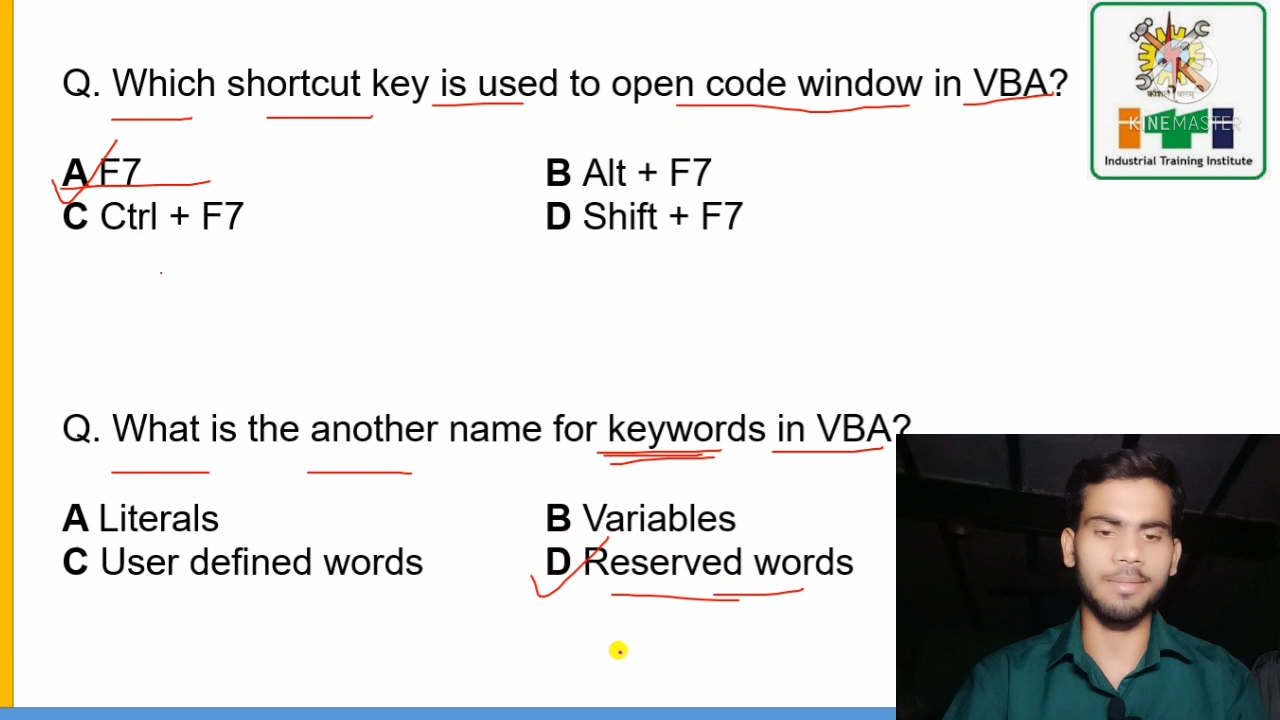 Q. Which shortcut key is used to open code window in VBA?
A F7
B Alt + F7
C Ctrl + F7
D Shift + F7
KINEMASTER
Industrial Training Institute
Q. What is the another name for keywords in VBA?
A Literals
B Variables
C User defined words
D Reserved words